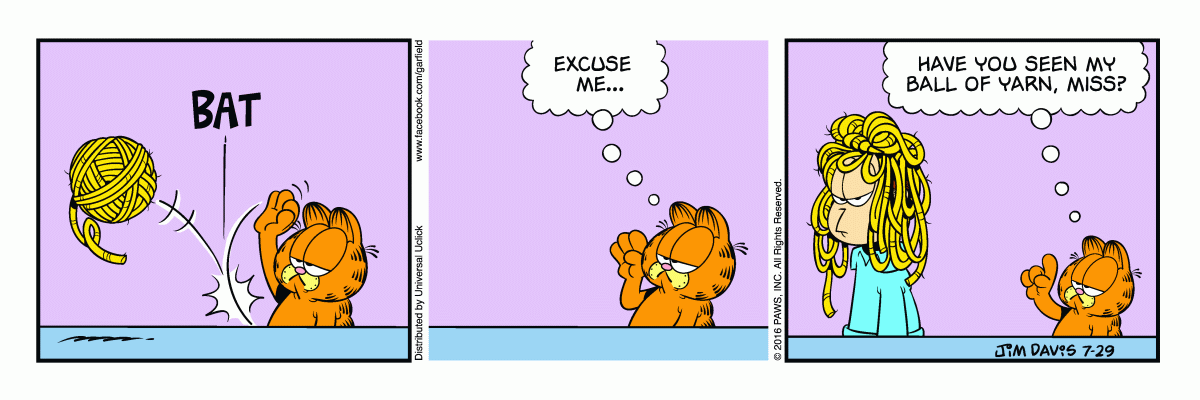 BAT
www.facebook.com/garfield
Distributed by Universal Uclick
EXCUSE
ME...
© 2016 PAWS, INC. All Rights Reserved.
HAVE YOU SEEN MY
BALL OF YARN, MISS?
JIM DAVIS 7-29